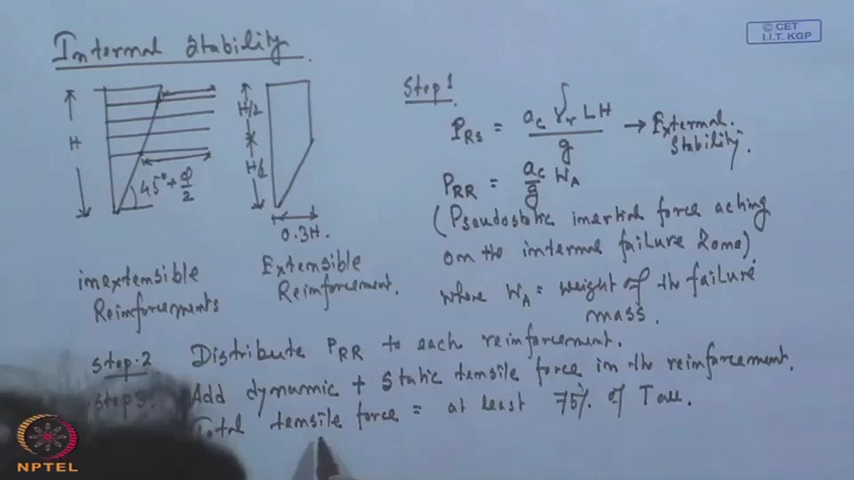 © CET
I.I.T. KGP
Internal Stability
H
45° + φ/2
H/2
H/2
0.3H.
inextensible
Reinforcements
Extensible
Reinforcement.
Step 1
P_RS = a_c γ_r LH / g → External
Stability.
P_RR = a_c/g W_A
(Pseudostatic inertial force acting
on the internal failure Zone)
where W_A = weight of the failure
mass.
Step-2 Distribute P_RR to each reinforcement.
Step3. Add dynamic + Static tensile force in the reinforcement.
Total tensile force = at least 75% of Tall.
NPTEL